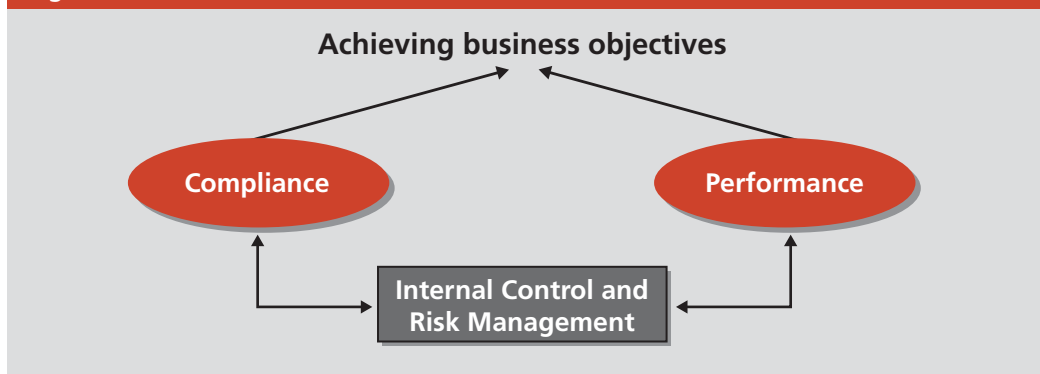 Achieving business objectives
Compliance
Performance
Internal Control and
Risk Management